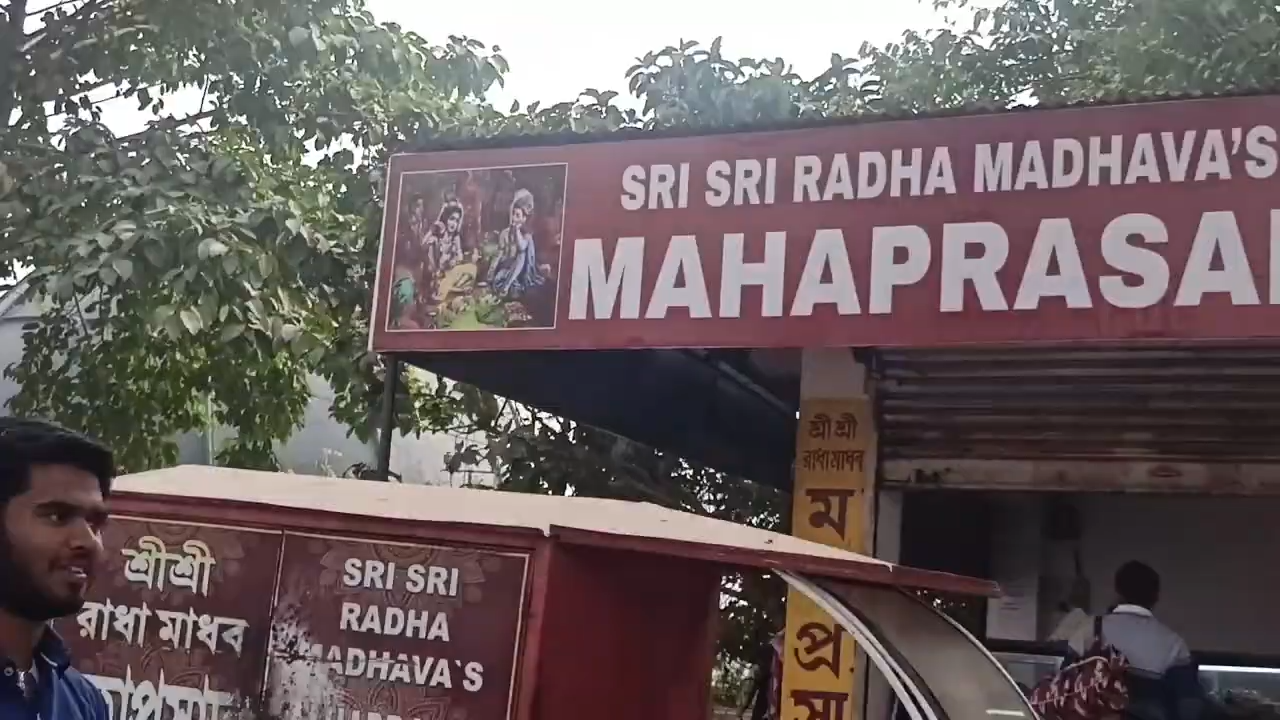 SRI SRI RADHA MADHAVA'S
MAHAPRASA
শ্রী শ্রী
রাধা মাধব
ম
প্র
সা
শ্রীশ্রী
রাধা মাধব
SRI SRI
RADHA
MADHAVA`S